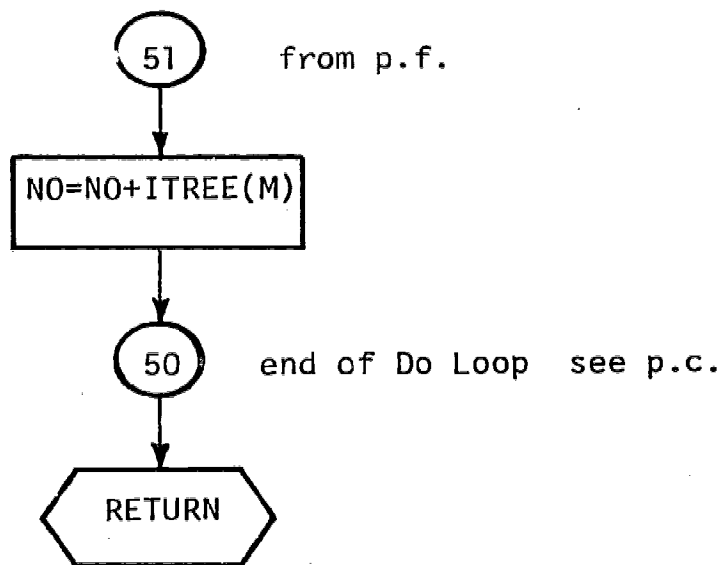 51 from p.f.
NO=NO+ITREE(M)
50 end of Do Loop see p.c.
RETURN